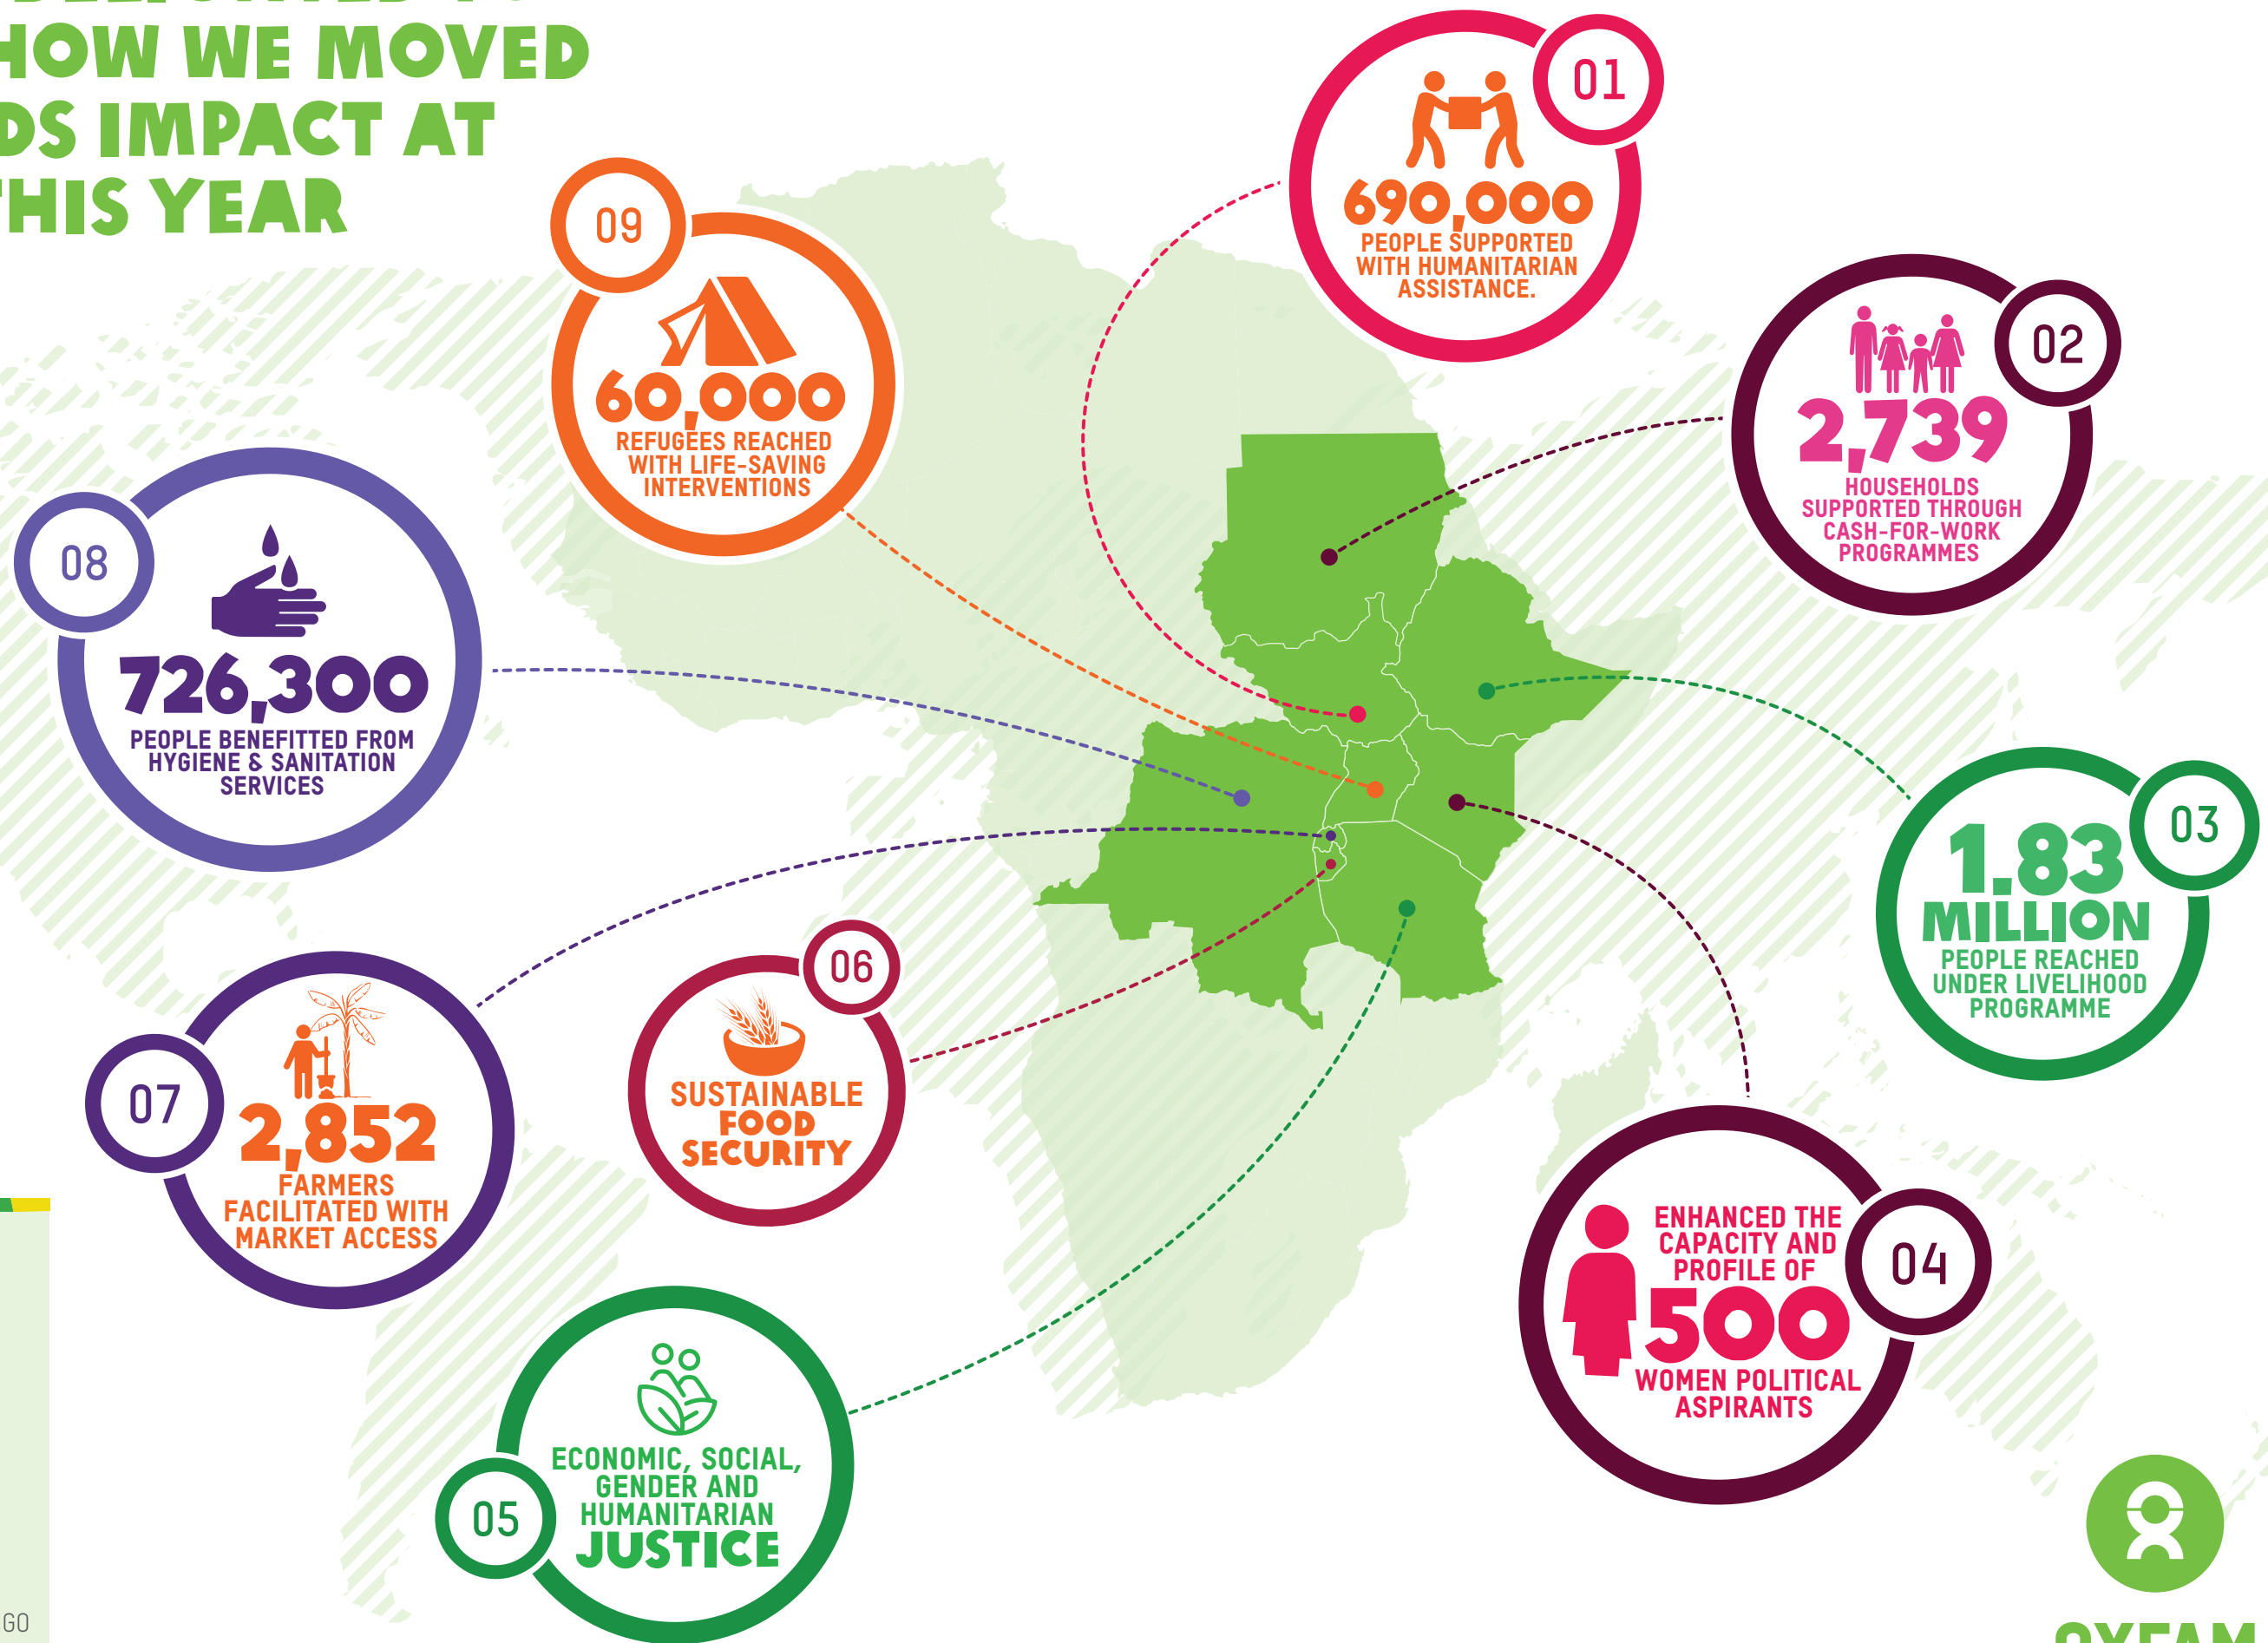 HOW WE MOVED
DS IMPACT AT
THIS YEAR
01
690,000
PEOPLE SUPPORTED
WITH HUMANITARIAN
ASSISTANCE.
02
2,739
HOUSEHOLDS
SUPPORTED THROUGH
CASH-FOR-WORK
PROGRAMMES
03
1.83
MILLION
PEOPLE REACHED
UNDER LIVELIHOOD
PROGRAMME
04
ENHANCED THE
CAPACITY AND
PROFILE OF
500
WOMEN POLITICAL
ASPIRANTS
05
ECONOMIC, SOCIAL,
GENDER AND
HUMANITARIAN
JUSTICE
06
SUSTAINABLE
FOOD
SECURITY
07
2,852
FARMERS
FACILITATED WITH
MARKET ACCESS
08
726,300
PEOPLE BENEFITTED FROM
HYGIENE & SANITATION
SERVICES
09
60,000
REFUGEES REACHED
WITH LIFE-SAVING
INTERVENTIONS
GO
OXFAM